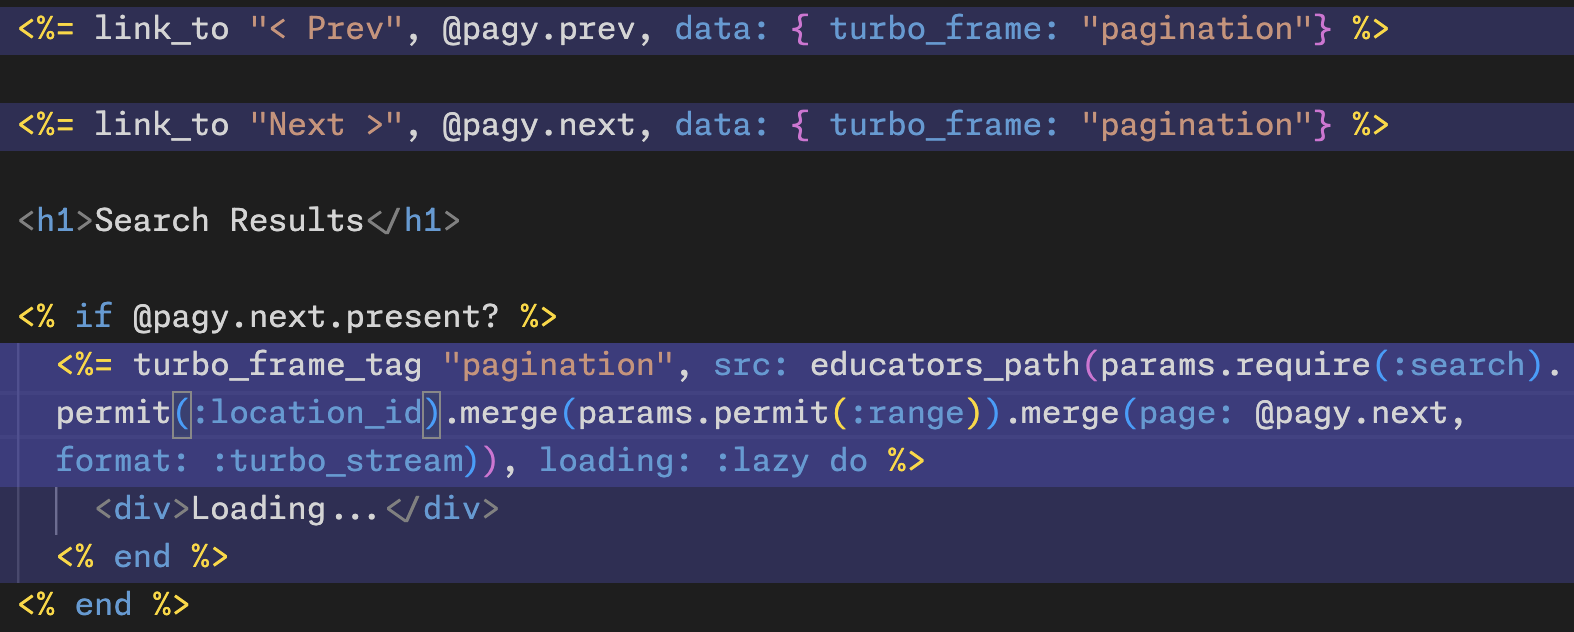 <%= link_to "< Prev", @pagy.prev, data: { turbo_frame: "pagination"} %>
<%= link_to "Next >", @pagy.next, data: { turbo_frame: "pagination"} %>
<h1>Search Results</h1>
<% if @pagy.next.present? %>
<%= turbo_frame_tag "pagination", src: educators_path(params.require(:search).
permit(:location_id).merge(params.permit(:range)).merge(page: @pagy.next,
format: :turbo_stream)), loading: :lazy do %>
<div>Loading...</div>
<% end %>
<% end %>